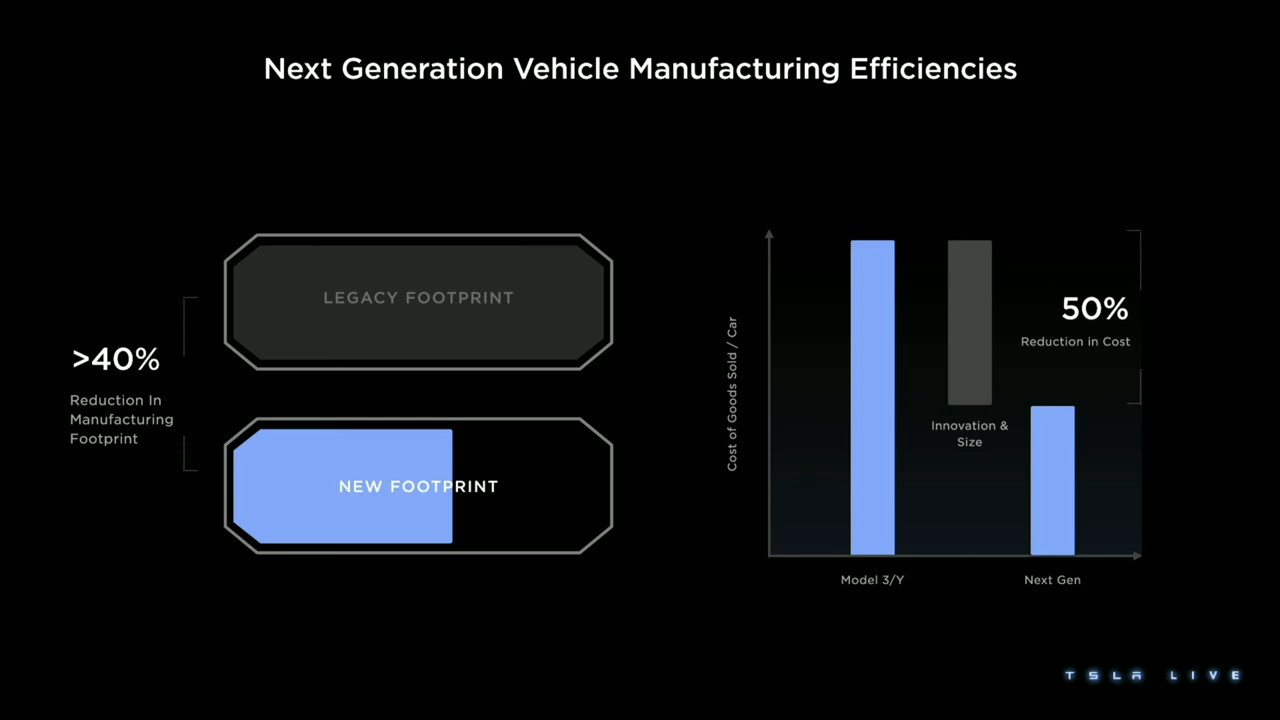 Next Generation Vehicle Manufacturing Efficiencies
LEGACY FOOTPRINT
>40%
Reduction In
Manufacturing
Footprint
NEW FOOTPRINT
Cost of Goods Sold / Car
50%
Reduction in Cost
Innovation &
Size
Model 3/Y
Next Gen
TSLA LIVE